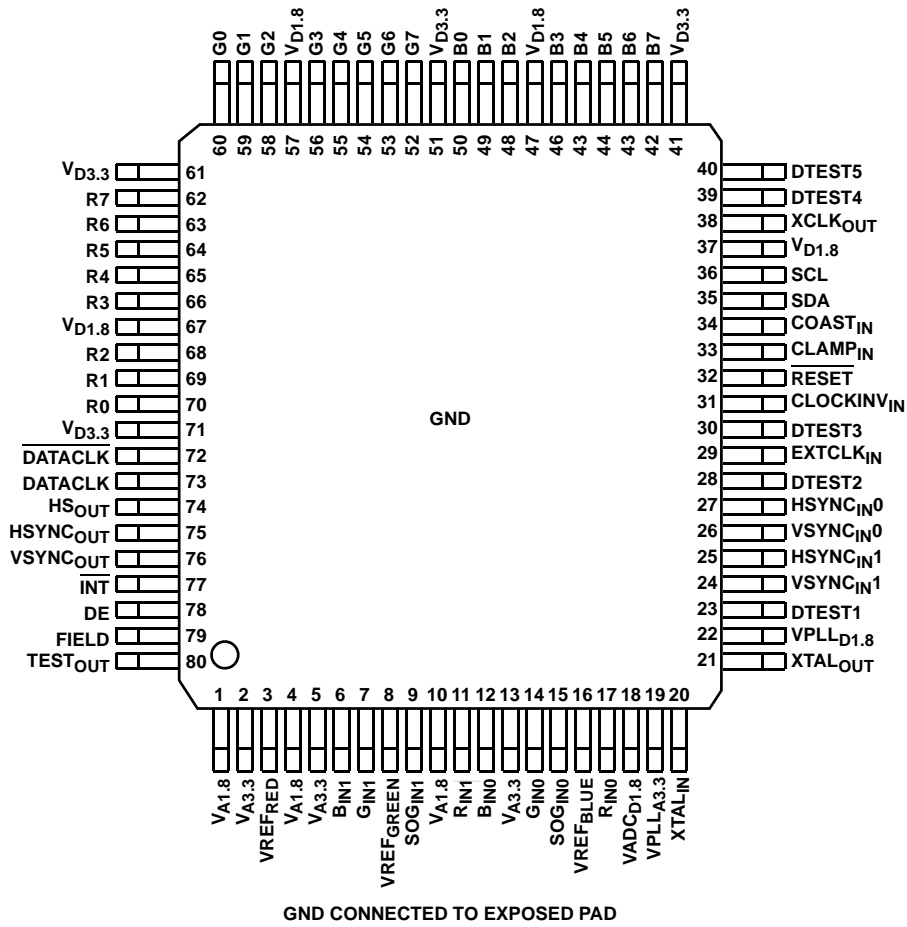 G0
G1
G2
VD1.8
G3
G4
G5
G6
G7
VD3.3
B0
B1
B2
VD1.8
B3
B4
B5
B6
B7
VD3.3
60 59 58 57 56 55 54 53 52 51 50 49 48 47 46 43 44 43 42 41
VD3.3 61
R7 62
R6 63
R5 64
R4 65
R3 66
VD1.8 67
R2 68
R1 69
R0 70
VD3.3 71
DATACLK 72
DATACLK 73
HSOUT 74
HSYNCOUT 75
VSYNCOUT 76
INT 77
DE 78
FIELD 79
TESTOUT 80
GND
40 DTEST5
39 DTEST4
38 XCLKOUT
37 VD1.8
36 SCL
35 SDA
34 COASTIN
33 CLAMPIN
32 RESET
31 CLOCKINVIN
30 DTEST3
29 EXTCLKIN
28 DTEST2
27 HSYNCIN0
26 VSYNCIN0
25 HSYNCIN1
24 VSYNCIN1
23 DTEST1
22 VPLLD1.8
21 XTALOUT
1 2 3 4 5 6 7 8 9 10 11 12 13 14 15 16 17 18 19 20
VA1.8
VA3.3
VREFRED
VA1.8
VA3.3
BIN1
GIN1
VREFGREEN
SOGIN1
VA1.8
RIN1
BIN0
VA3.3
GIN0
SOGIN0
VREFBLUE
RIN0
VADCD1.8
VPLLA3.3
XTALIN
GND CONNECTED TO EXPOSED PAD